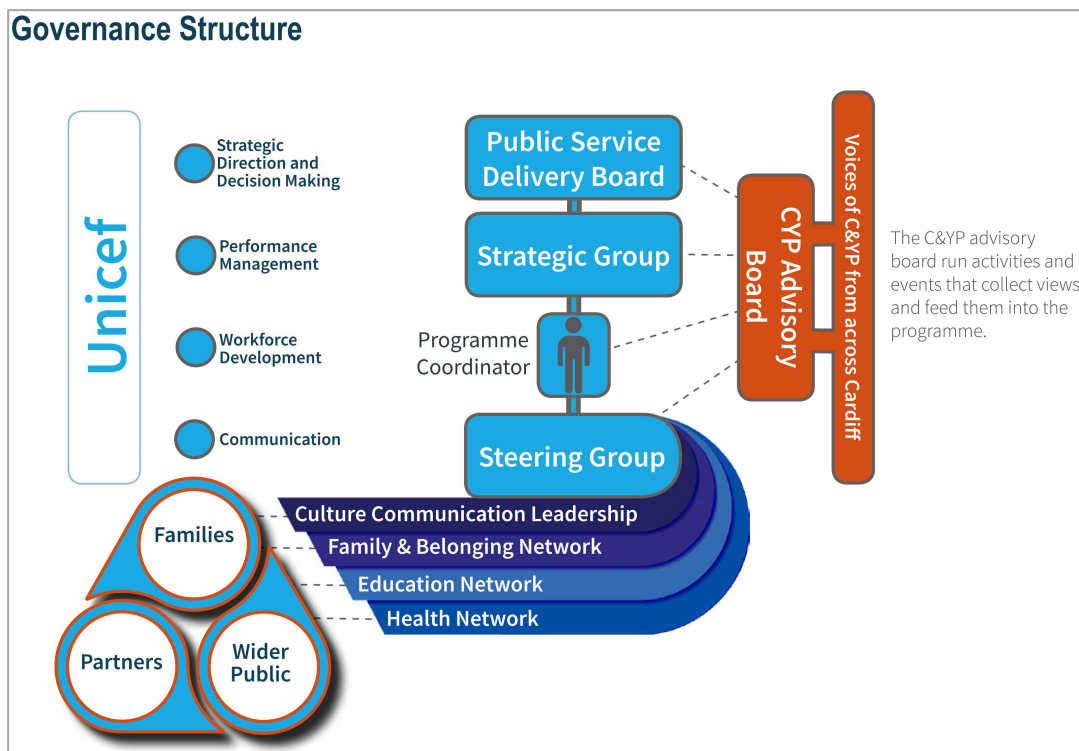 Governance Structure
Unicef
Strategic
Direction and
Decision Making
Performance
Management
Workforce
Development
Communication
Public Service
Delivery Board
Strategic Group
Programme
Coordinator
Steering Group
CYP Advisory
Board
Voices of C&YP from across Cardiff
The C&YP advisory
board run activities and
events that collect views
and feed them into the
programme.
Culture Communication Leadership
Family & Belonging Network
Education Network
Health Network
Families
Partners
Wider
Public